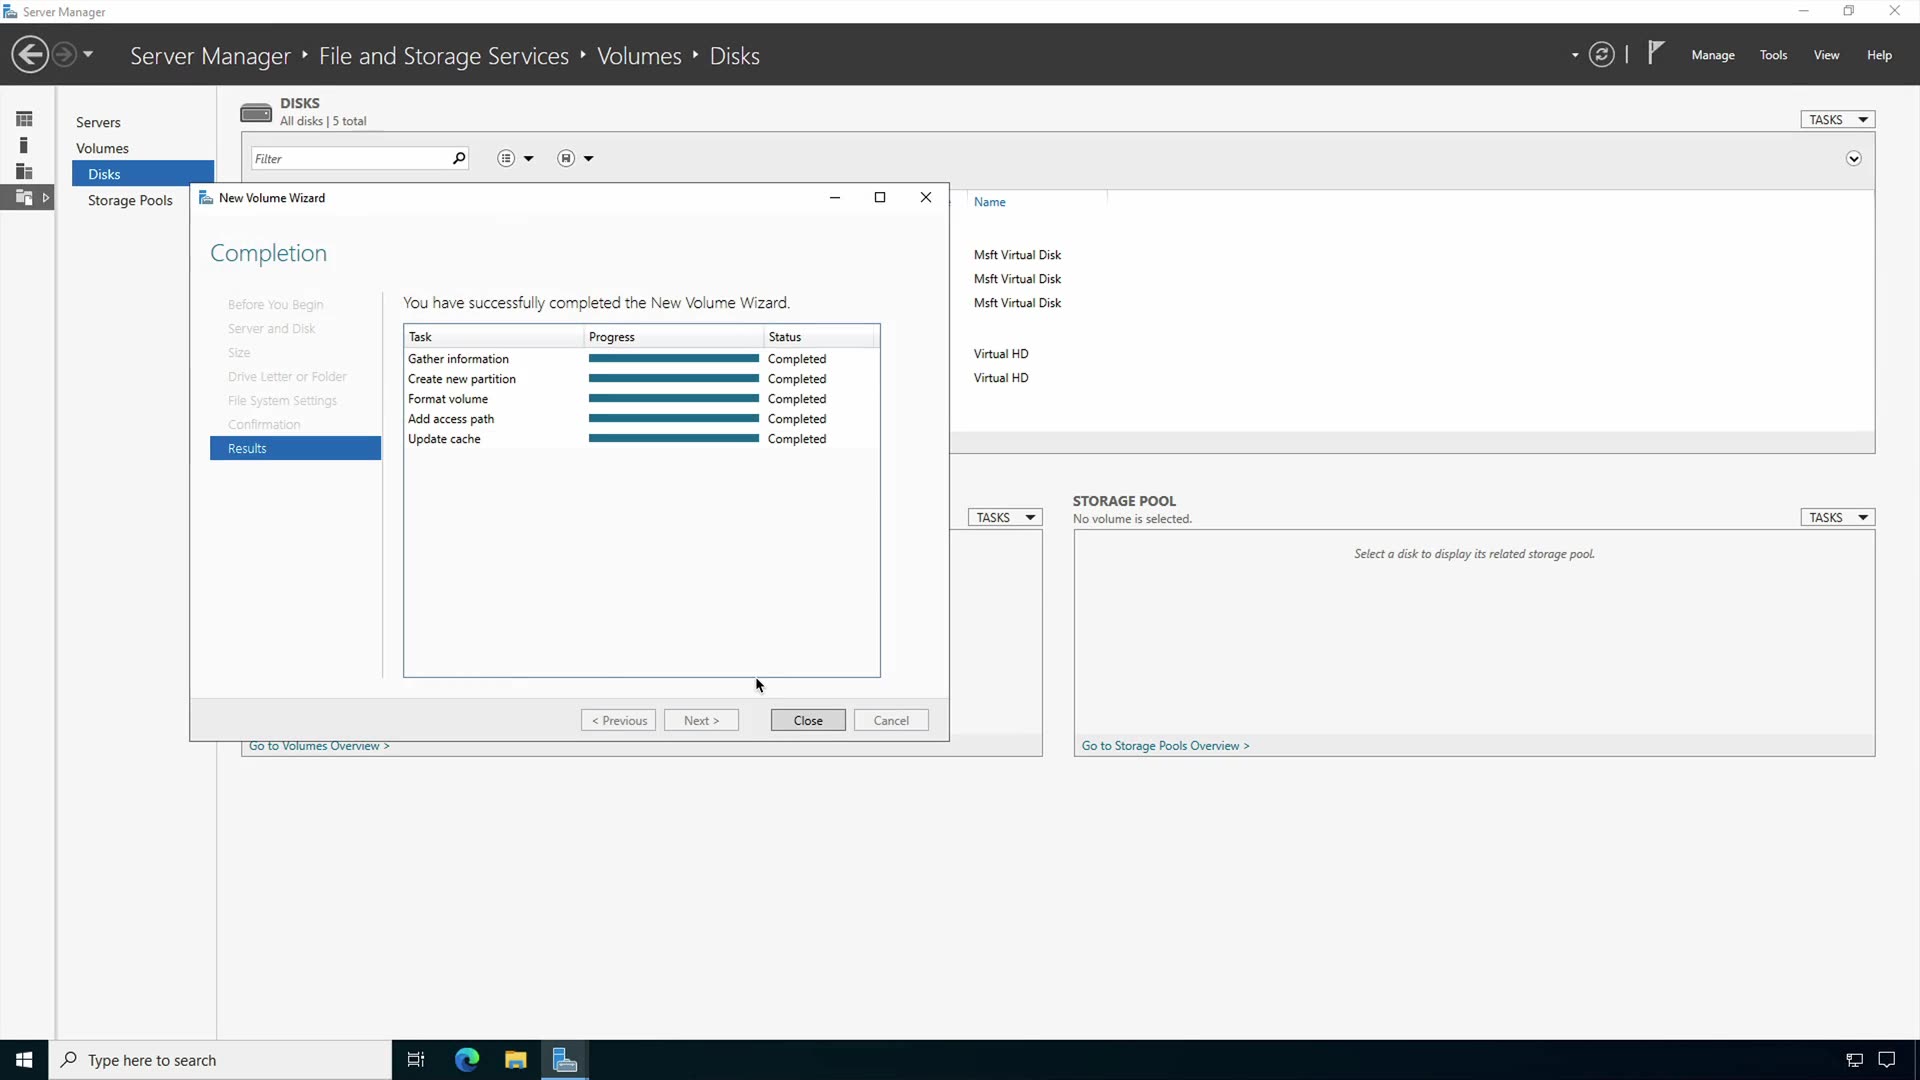 Server Manager
Server Manager ‣ File and Storage Services ‣ Volumes ‣ Disks
Manage Tools View Help
Servers
Volumes
Disks
Storage Pools
DISKS
All disks | 5 total
TASKS
Filter
Name
Msft Virtual Disk
Msft Virtual Disk
Msft Virtual Disk
Virtual HD
Virtual HD
New Volume Wizard
Completion
Before You Begin
Server and Disk
Size
Drive Letter or Folder
File System Settings
Confirmation
Results
You have successfully completed the New Volume Wizard.
Task Progress Status
Gather information Completed
Create new partition Completed
Format volume Completed
Add access path Completed
Update cache Completed
< Previous Next > Close Cancel
TASKS
Go to Volumes Overview >
STORAGE POOL
No volume is selected.
TASKS
Select a disk to display its related storage pool.
Go to Storage Pools Overview >
Type here to search